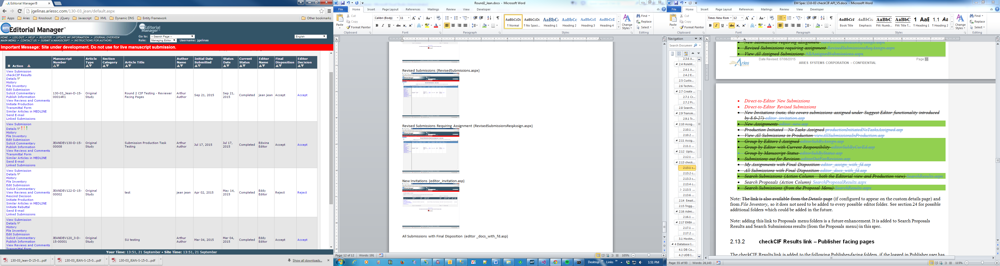 Editorial Manager®
jgelinas.ariessc.com/130-03_jean/default.aspx
Apps Aries Knockout jQuery Javascript XML Dynamic DNS Entity Framework Other bookmarks
em Editorial Manager™
Editorial Manager™
HOME • LOG OUT • HELP • REGISTER • UPDATE MY INFORMATION • JOURNAL OVERVIEW
MAIN MENU • CONTACT US • SUBMIT A MANUSCRIPT • INSTRUCTIONS FOR AUTHORS
Go to: -- Search Page --
Role: Managing Editor Username: jgelinas
English
Important Message: Site under development. Do not use for live manuscript submission.
Action
Manuscript Number
Article Type
Section Category
Article Title
Author Name
Initial Date Submitted
Status Date
Current Status
Editor Name
Final Disposition
Editor Decision
View Submission
checkCIF Results
Details
History
File Inventory
Edit Submission
Solicit Commentary
Publish Information
View Reviews and Comments
Initiate Production
Transmittal Form
Similar Articles in MEDLINE
Send E-mail
Linked Submissions
130-03_Jean-D-15-00014R1
Original Study
Round 2 CIF Testing - Reviewer Facing Pages
Arthur Author
Sep 21, 2015
Sep 21, 2015
Completed
jean jean
Accept
Accept
View Submission
Details !!!
History
File Inventory
Edit Submission
Solicit Commentary
Publish Information
View Reviews and Comments
Transmittal Form
Similar Articles in MEDLINE
Send E-mail
Linked Submissions
JEANDEV130-D-15-00008
Original Study
Submission Production Task Testing
Arthur Author
Jul 17, 2015
Jul 17, 2015
Completed
Edwina Editor
Accept
Accept
View Submission
Details
History
File Inventory
Edit Submission
Solicit Commentary
View Reviews and Comments
Rescind Decision
Initiate Production
Similar Articles in MEDLINE
Initiate Rebuttal
Send E-mail
Linked Submissions
JEANDEV122-D-15-00002
Original Study
test
jean jean
Apr 02, 2015
May 14, 2015
Completed
Eddy Editor
Reject
Reject
View Submission
Details
History
File Inventory
Edit Submission
Solicit Commentary
Publish Information
View Reviews and Comments
Transmittal Form
JEANDEV120_3-D-15-00001
Original Study
SU testing
Arthur Author
Mar 04, 2015
Mar 04, 2015
Completed
Eddy Editor
Accept
Accept
Your Time: 13:51, 21 September • Site Time: 13:51, 21 September
130-03_Jean-D-15-0....pdf
130-03_JEAN-S-15-0....pdf
130-03_JEAN-S-15-0....pdf
Show all downloads...
Round2_Jean.docx - Microsoft Word
File Home Insert Page Layout References Mailings Review View Developer
Paste
Cut
Copy
Format Painter
Clipboard
Calibri (Body) 11
Font
Paragraph
¶ Normal
¶ No Spaci...
Heading 1
Heading 2
Heading 3
Heading 4
Change Styles
Styles
Find
Replace
Select
Editing
Revised Submissions (RevisedSubmissions.aspx)
Revised Submissions Requiring Assignment (RevisedSubmissionsReqAssign.aspx)
New Invitations (editor_invitation.asp)
All Submissions with Final Disposition (editor _docs_with_fd.asp)
Page: 12 of 12 Words: 191
105%
Desktop Links 1:51 PM
EM Spec 13.0-03 checkCIF API_V5.docx - Microsoft Word
File Home Insert Page Layout References Mailings Review View Developer
Paste
Cut
Copy
Format Painter
Clipboard
Times New Rom 12
Font
Paragraph
Book Title
Emphasis
FM: Numb...
FM: Title T...
¶ Heading 1
¶ Heading 2
Change Styles
Styles
Find
Replace
Select
Editing
Navigation
Search Documen
2.3.6 A...
2.4 RoleM...
2.4.1 A...
2.4.2 E...
2.5 Custo...
2.6 Techni...
2.7 Create ...
2.7.1 Cr...
2.7.2 Fi...
2.8 Search...
2.9 Transm...
2.9.1 Tr...
2.10 Assig...
2.10.1 ...
2.10.2 ...
2.11 Assig...
2.11.1 ...
2.12 Uplo...
2.12.1 ...
2.13 check...
2.13.1 c...
2.13.2 c...
2.13.3 c...
2.13.4 c...
2.13.5 ...
2.13.6 ...
2.14 Email...
2.15 Trigg...
2.16 Admi...
2.16.1 ...
2.17 EMIA ...
2.17.1 ...
2.17.2 ...
3.1 Hostin...
4 Database I...
4.1 DB Co...
4.2 UDB I...
New Submissions requiring assignment NewSubmissionsReqAssign.aspx
Revised Submissions requiring assignment RevisedSubmissionsReqAssign.aspx
View All Assigned Submissions AllAssignedSubmissions.aspx
Aries Systems
Date Revised: 07/06/2015
Page 55
ARIES SYSTEMS CORPORATION – CONFIDENTIAL
• Direct-to-Editor New Submissions
• Direct-to-Editor Revised Submissions
• New Invitations (note, this covers submissions assigned under Suggest Editor functionality introduced
by 8.0-27) editor_invitation.asp
• New Assignments editor_new.asp
• Production Initiated – No Tasks Assigned productionInitiatedNoTasksAssigned.asp
• View All Submissions in Production viewAllSubmissionsInProduction.asp
• Group by Editors I Assigned editorSubByAssign.asp
• Group by Editor with Current Responsibility editorSubByCurEd.asp
• Group by Manuscript Status editorSubByStatus.asp
• Submissions out for Revision editorOutForRevision.asp
• My Assignments with Final Disposition editor_assign_with_fd.asp
• All Submissions with Final Disposition editor_docs_with_fd.asp
• Search Submissions (Action Column – both the Editorial view and Production view) SearchResults.aspx
• Search Proposals (Action Column) SearchProposalResults.aspx
• Search Submissions (from the Proposal Menu) SearchResults.aspx
Note: The link is also available from the Details page (if configured to appear on the custom details page) and
from File Inventory, so it does not need to be added to every possible editor folder. See section 24 for possible
additional folders which could be added in the future.
Note: adding this link to Proposals menu folders is a future enhancement. It is added to Search Proposals
Results and Search Submissions results (from the Proposals menu) in this spec.
2.13.2 checkCIF Results link – Publisher facing pages
The checkCIF Results link is added to the following Publisher-facing folders, if the logged in Publisher user has
Page: 55 of 93 Words: 24,143
115%